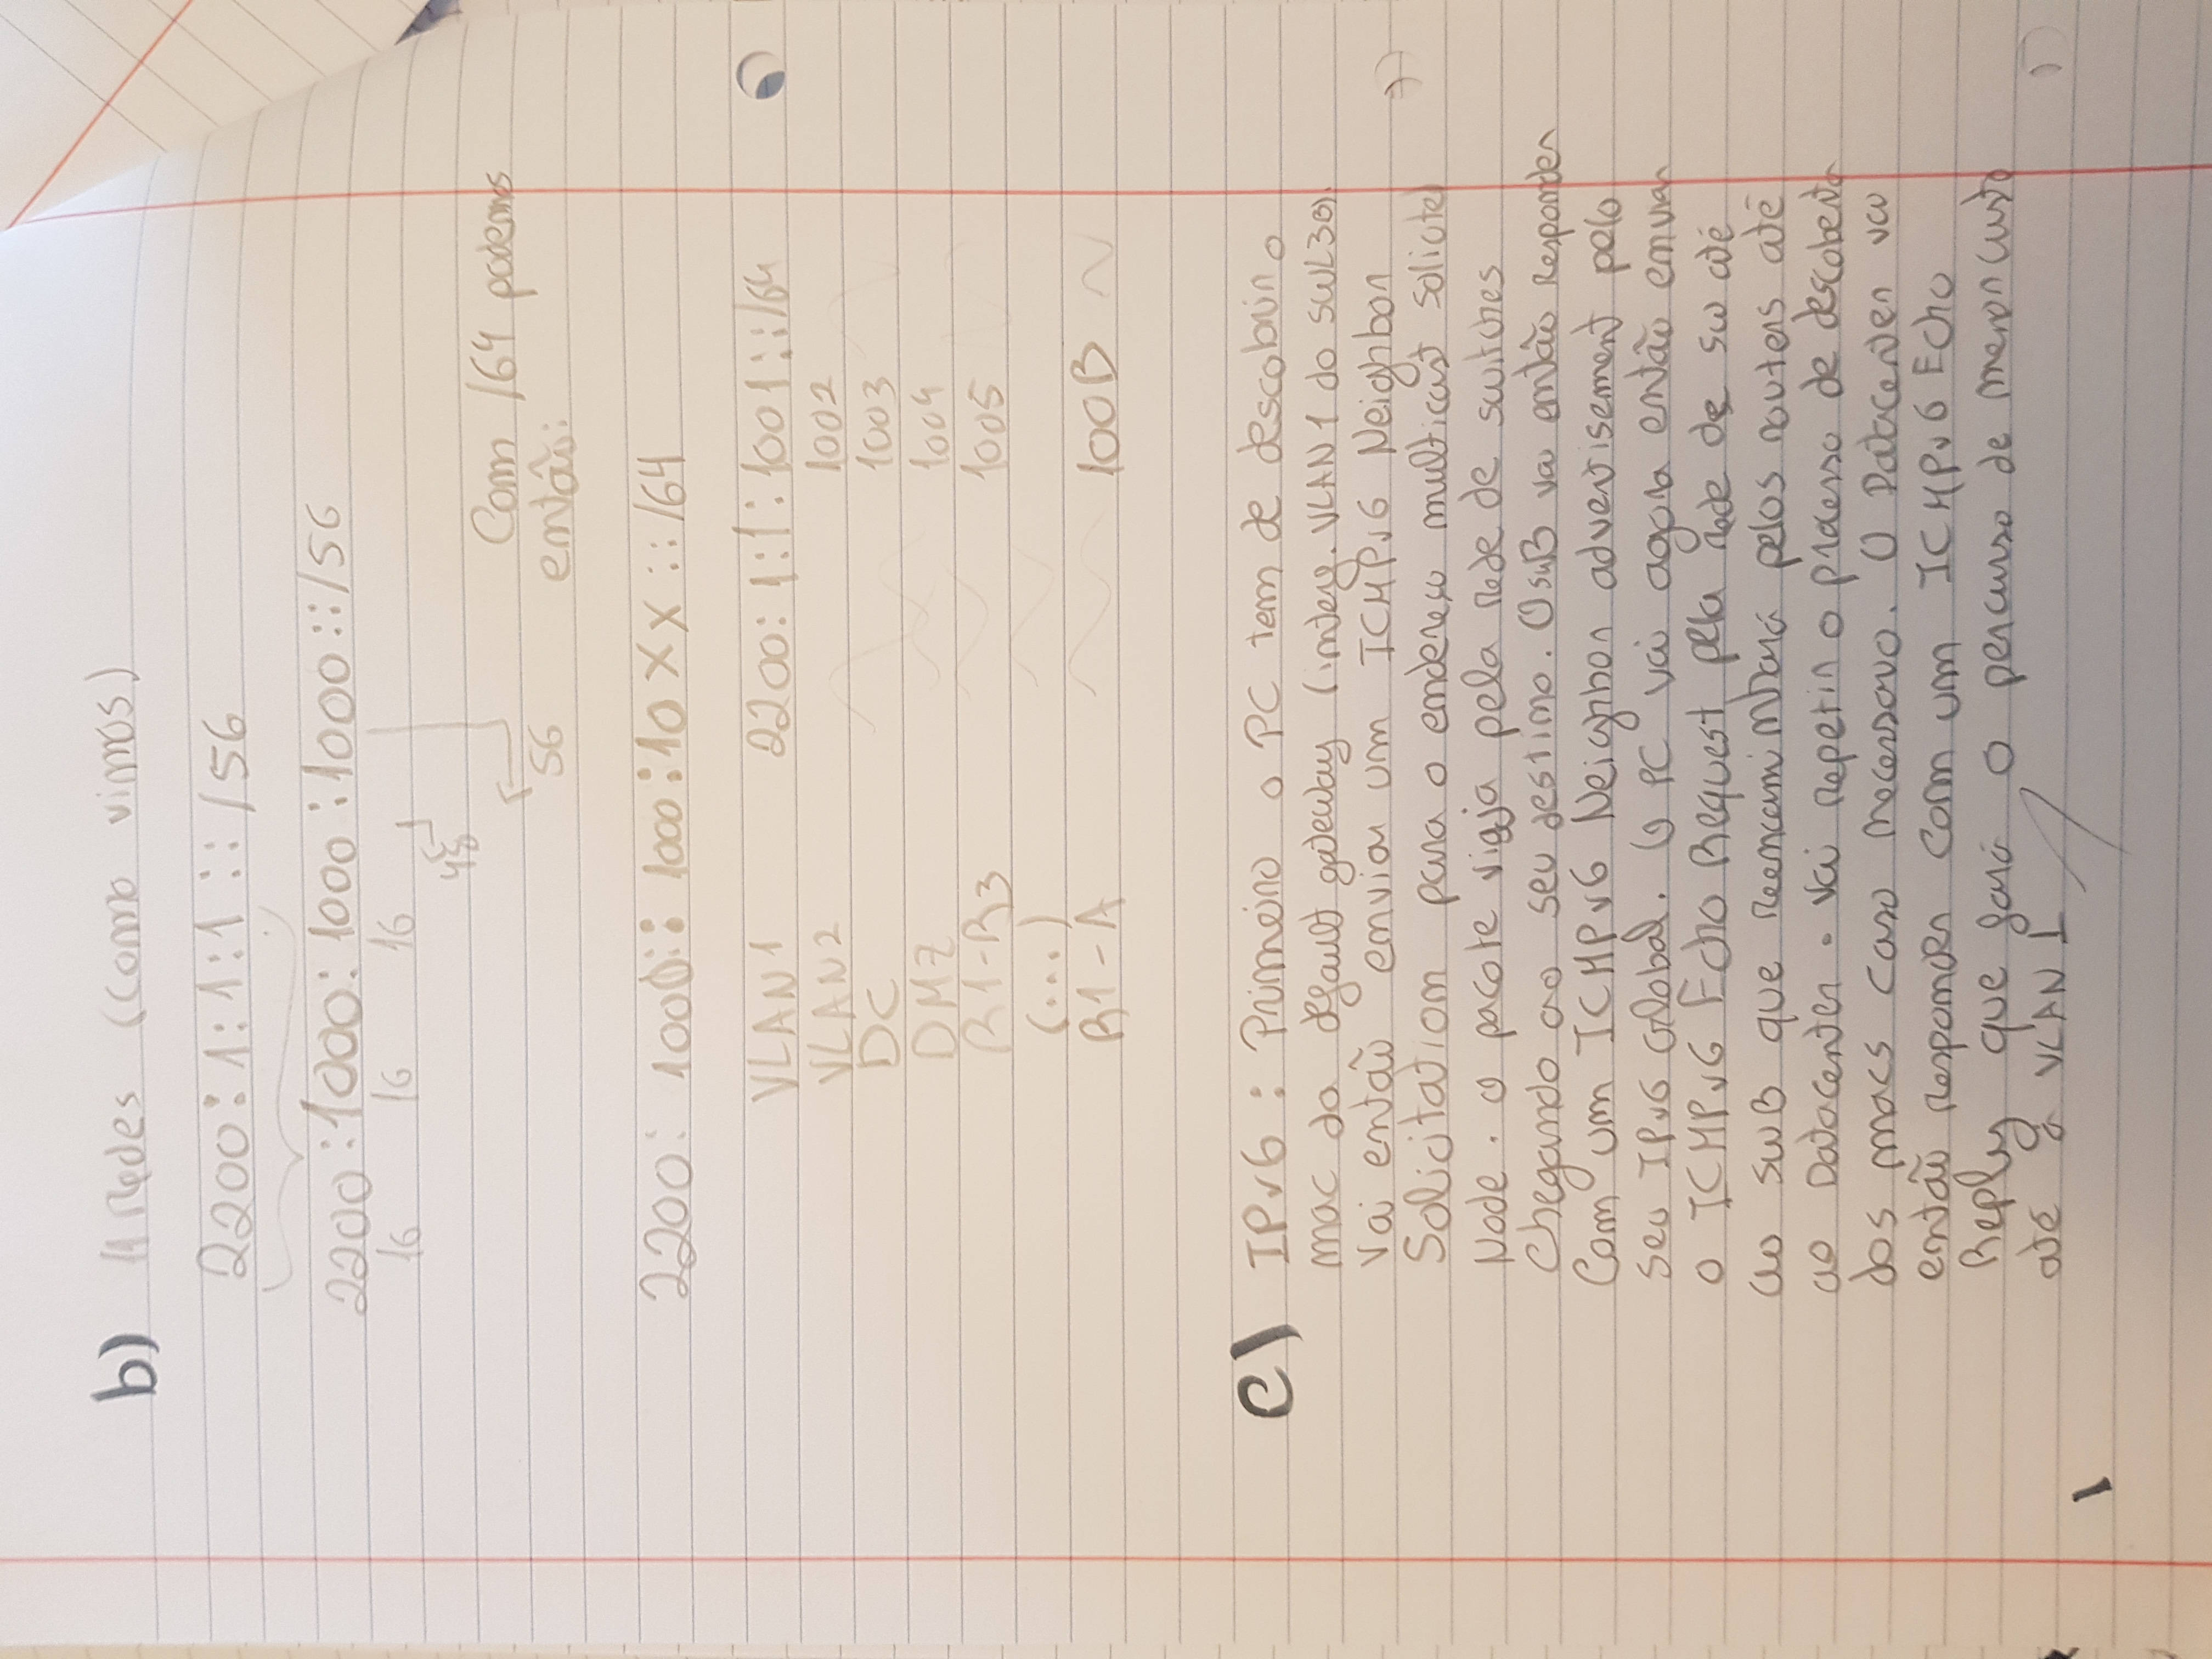 b) 11 Redes (como vimos)
2200:1:1:1::/56
2200:1000:1000:1000::/56
16 16 16
48
56
Com /64 podemos
então:
2200: 1000: 1000:10XX::/64
VLAN1 2200:1:1:1001::/64
VLAN2 1002
DC 1003
DMZ 1004
R1-R3 1005
(...)
R1-A 100B ~
c) IPv6: Primeiro o PC tem de descobrir o
mac da default gateway (interf. VLAN1 do SWL3B).
Vai então enviar um ICMPv6 Neighbor
Solicitation para o endereço multicast solicited
Node. O pacote viaja pela rede de switches
chegando ao seu destino. O swB vai então Responder
Com um ICMPv6 Neighbor advertisement pelo
seu IPv6 Global. O PC vai agora então enviar
o ICMPv6 Echo Request pela rede de sw até
ao swB que Reencaminhará pelos routers até
ao Datacenter. Vai repetir o processo de descoberta
dos macs caso necessario. O Datacenter vai
então responder com um ICMPv6 Echo
Reply que fará o percurso de menor custo
até à VLAN 1